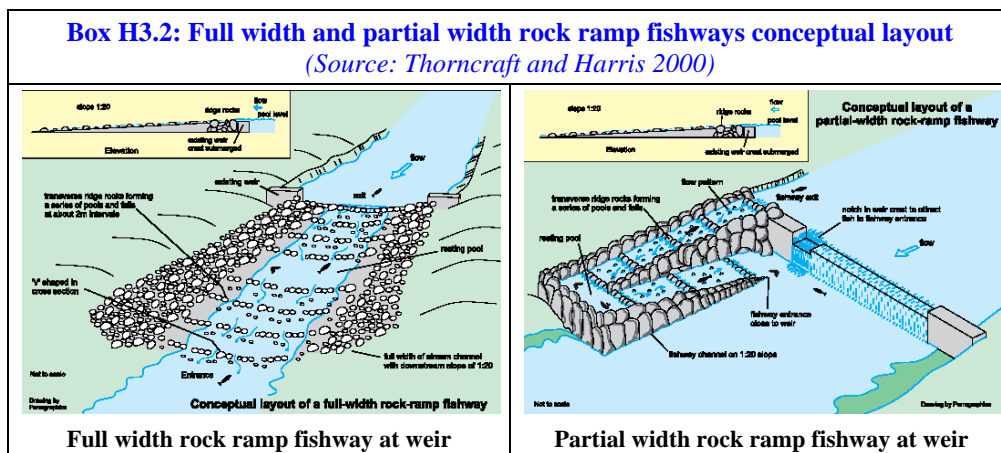 Box H3.2: Full width and partial width rock ramp fishways conceptual layout
(Source: Thorncraft and Harris 2000)
slope 1:20
ridge rocks
flow
pool level
Elevation
existing weir
crest submerged
existing weir
transverse ridge rocks forming
a series of pools and falls
at about 2m intervals
exit
flow
resting pool
'V' shaped in
cross section
full width of stream channel
with downstream slope of 1:20
Entrance
Not to scale
Drawing by
Pemagraphics
Conceptual layout of a full-width rock-ramp fishway
Full width rock ramp fishway at weir
slope 1:20
ridge rocks
flow
pool level
Elevation
existing weir
crest submerged
Conceptual layout of a
partial-width rock-ramp fishway
flow pattern
transverse ridge rocks forming
a series of pools and falls
fishway exit
notch in weir crest to attract
fish to fishway entrance
resting pool
flow
fishway entrance
close to weir
fishway channel on 1:20 slope
Not to scale
Drawing by Pemagraphics
Partial width rock ramp fishway at weir